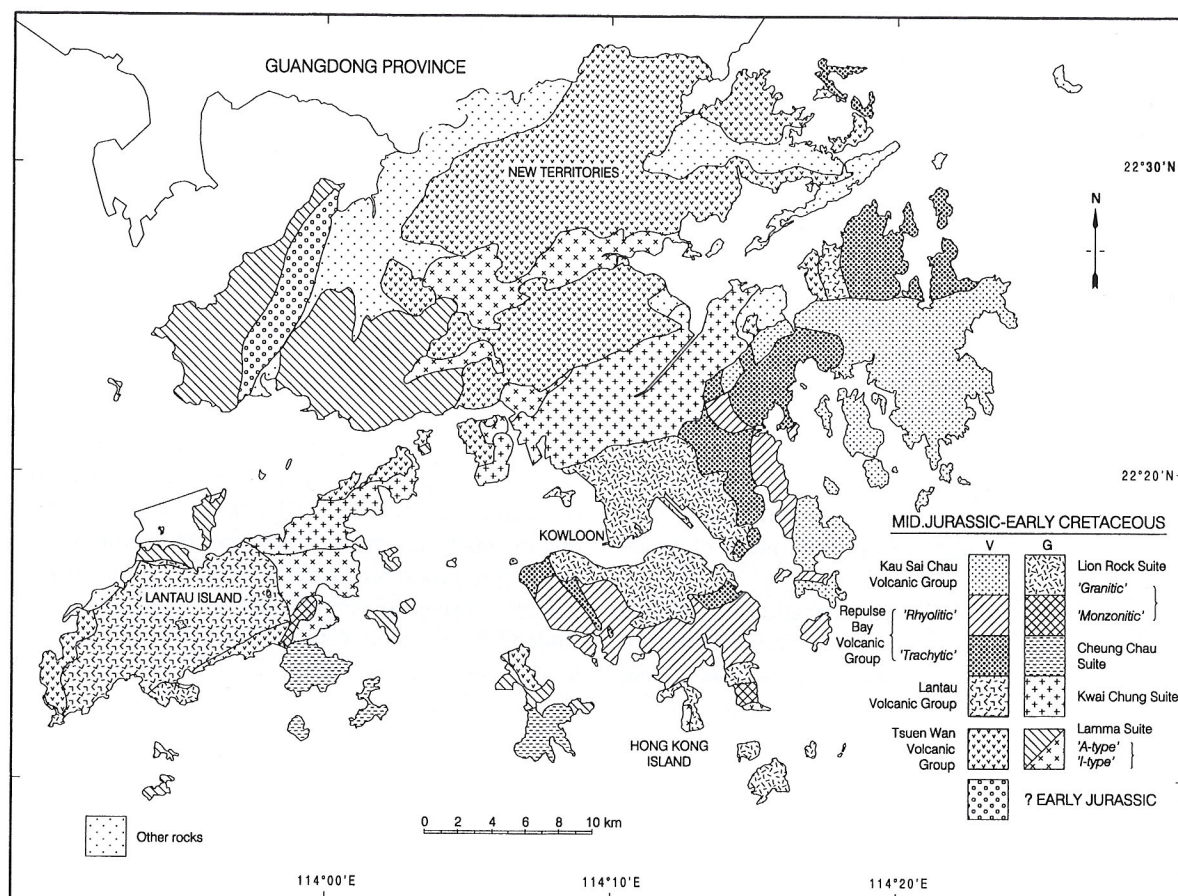 GUANGDONG PROVINCE
NEW TERRITORIES
22°30'N
N
22°20'N
KOWLOON
LANTAU ISLAND
HONG KONG
ISLAND
MID.JURASSIC-EARLY CRETACEOUS
V G
Kau Sai Chau
Volcanic Group
Lion Rock Suite
'Granitic'
'Monzonitic'
Repulse
Bay
Volcanic
Group
'Rhyolitic'
'Trachytic'
Cheung Chau
Suite
Lantau
Volcanic Group
Kwai Chung Suite
Tsuen Wan
Volcanic
Group
Lamma Suite
'A-type'
'I-type'
? EARLY JURASSIC
Other rocks
0 2 4 6 8 10 km
114°00'E
114°10'E
114°20'E